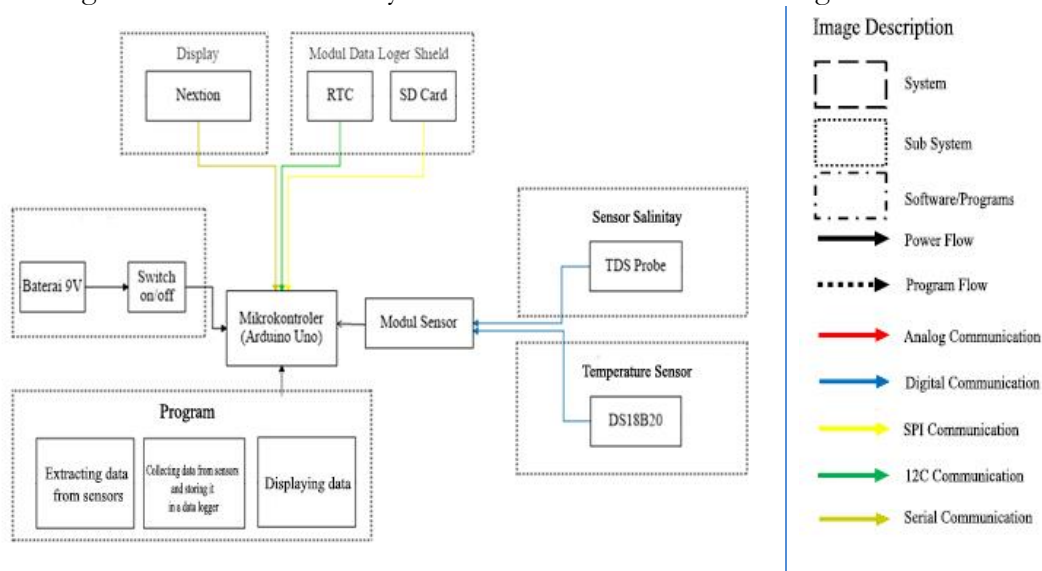 Display
Nextion
Modul Data Loger Shield
RTC
SD Card
Baterai 9V
Switch
on/off
Mikrokontroler
(Arduino Uno)
Modul Sensor
Sensor Salinitay
TDS Probe
Temperature Sensor
DS18B20
Program
Extracting data
from sensors
Collecting data from sensors
and storing it
in a data logger
Displaying data
Image Description
System
Sub System
Software/Programs
Power Flow
Program Flow
Analog Communication
Digital Communication
SPI Communication
12C Communication
Serial Communication